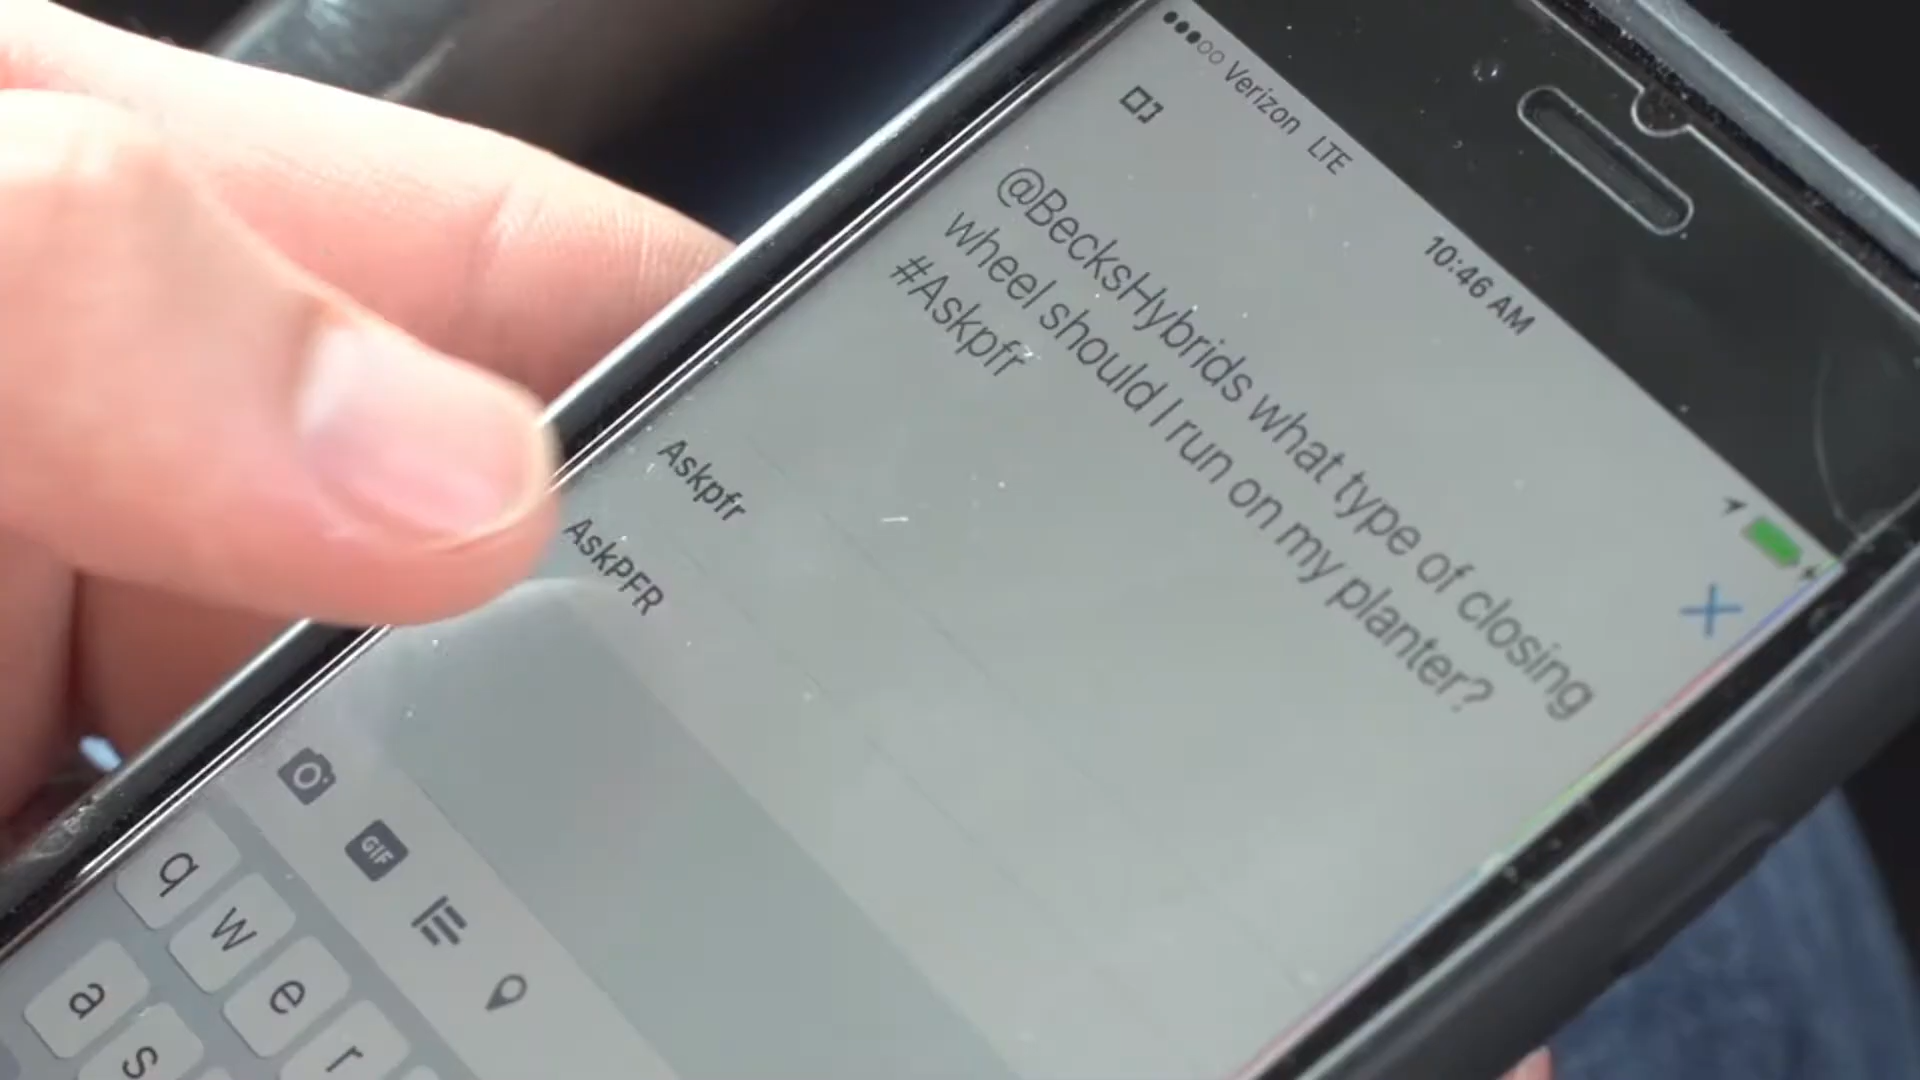 Verizon LTE 10:46 AM
@BecksHybrids what type of closing
wheel should I run on my planter?
#Askpfr
Askpfr
AskPFR
GIF
q w e r
a s